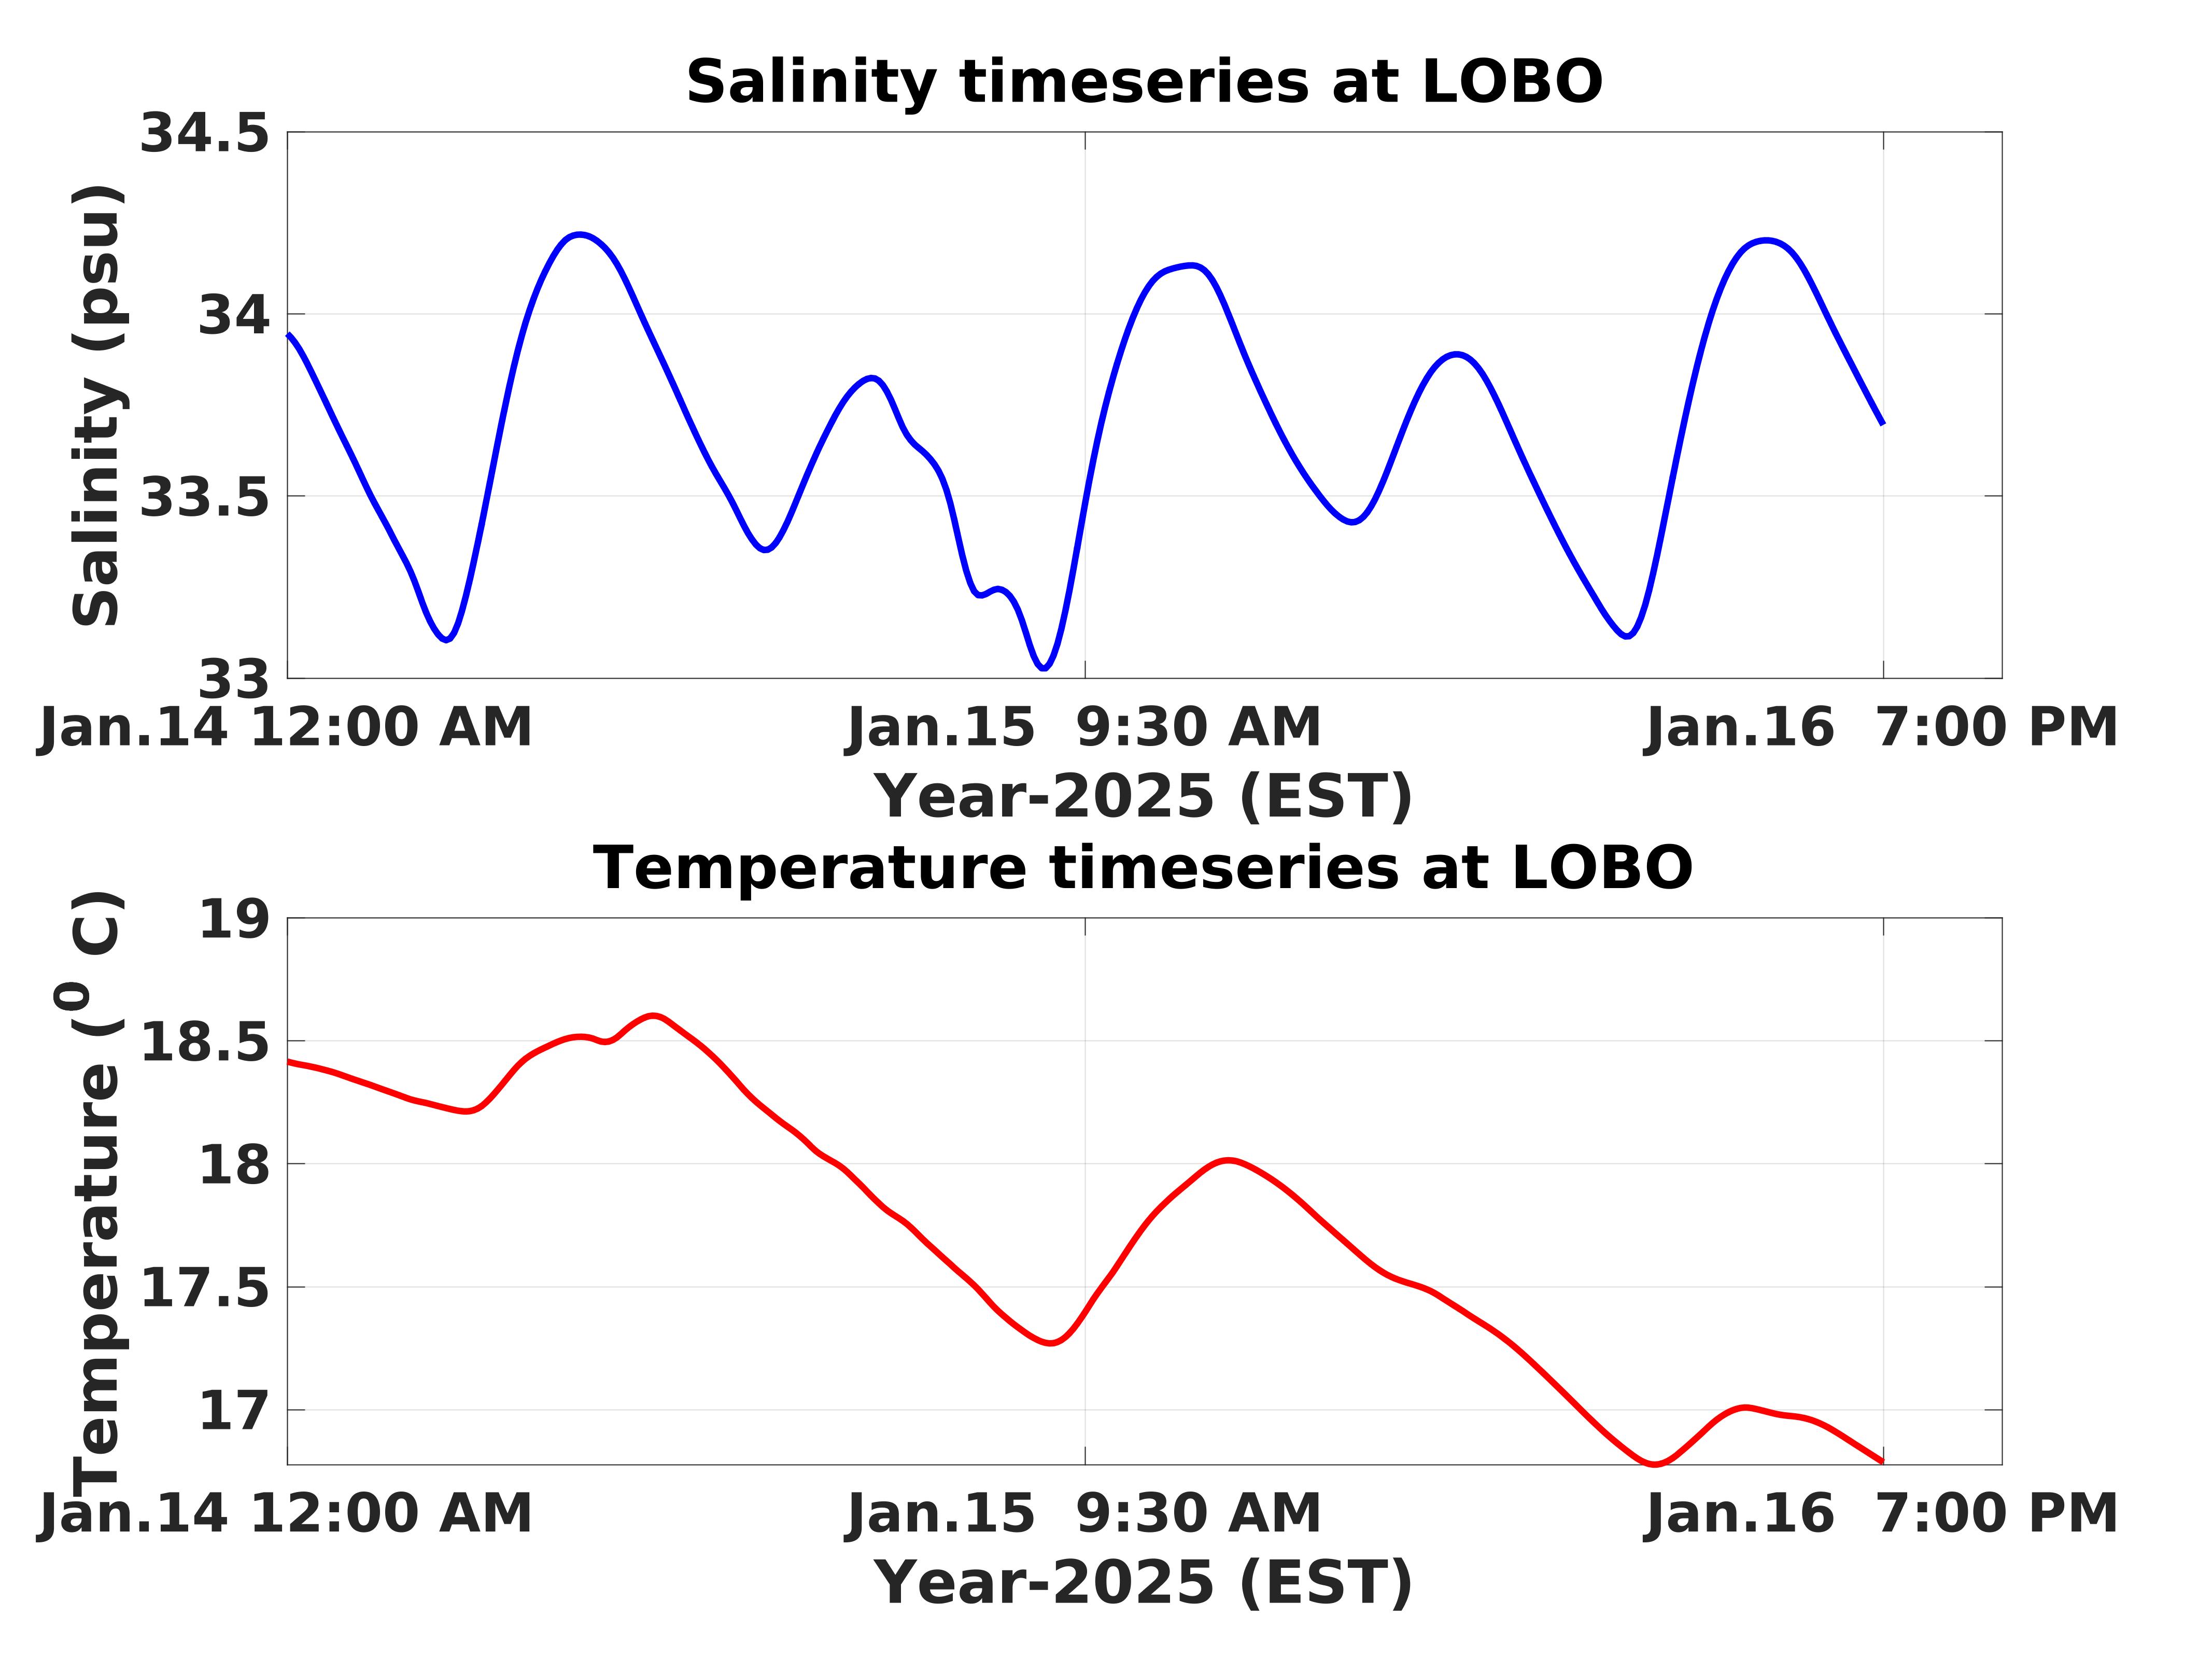 Salinity timeseries at LOBO
Salinity (psu)
34.5
34
33.5
33
Jan.14 12:00 AM Jan.15  9:30 AM Jan.16  7:00 PM
Year-2025 (EST)
Temperature timeseries at LOBO
Temperature (⁰ C)
19
18.5
18
17.5
17
Jan.14 12:00 AM Jan.15  9:30 AM Jan.16  7:00 PM
Year-2025 (EST)